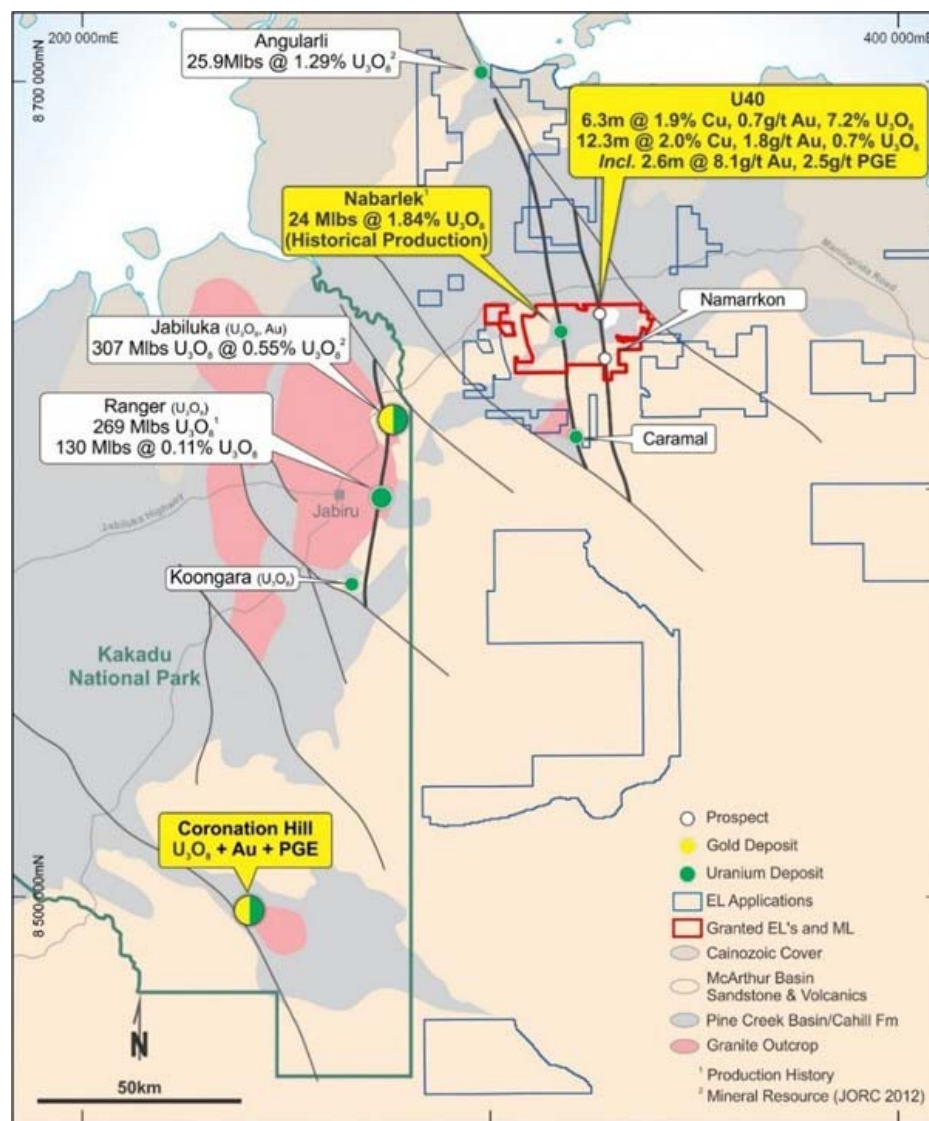 200 000mE
400 000mE
8 700 000mN
8 500 000mN
Angularli
25.9Mlbs @ 1.29% U₃O₈²
U40
6.3m @ 1.9% Cu, 0.7g/t Au, 7.2% U₃O₈
12.3m @ 2.0% Cu, 1.8g/t Au, 0.7% U₃O₈
Incl. 2.6m @ 8.1g/t Au, 2.5g/t PGE
Nabarlek¹
24 Mlbs @ 1.84% U₃O₈
(Historical Production)
Maningrida Road
Namarrkon
Jabiluka (U₃O₈, Au)
307 Mlbs U₃O₈ @ 0.55% U₃O₈²
Ranger (U₃O₈)
269 Mlbs U₃O₈¹
130 Mlbs @ 0.11% U₃O₈
Caramal
Jabiru
Jabiluka Highway
Koongara (U₃O₈)
Kakadu
National Park
Coronation Hill
U₃O₈ + Au + PGE
Prospect
Gold Deposit
Uranium Deposit
EL Applications
Granted EL's and ML
Cainozoic Cover
McArthur Basin
Sandstone & Volcanics
Pine Creek Basin/Cahill Fm
Granite Outcrop
¹ Production History
² Mineral Resource (JORC 2012)
N
50km